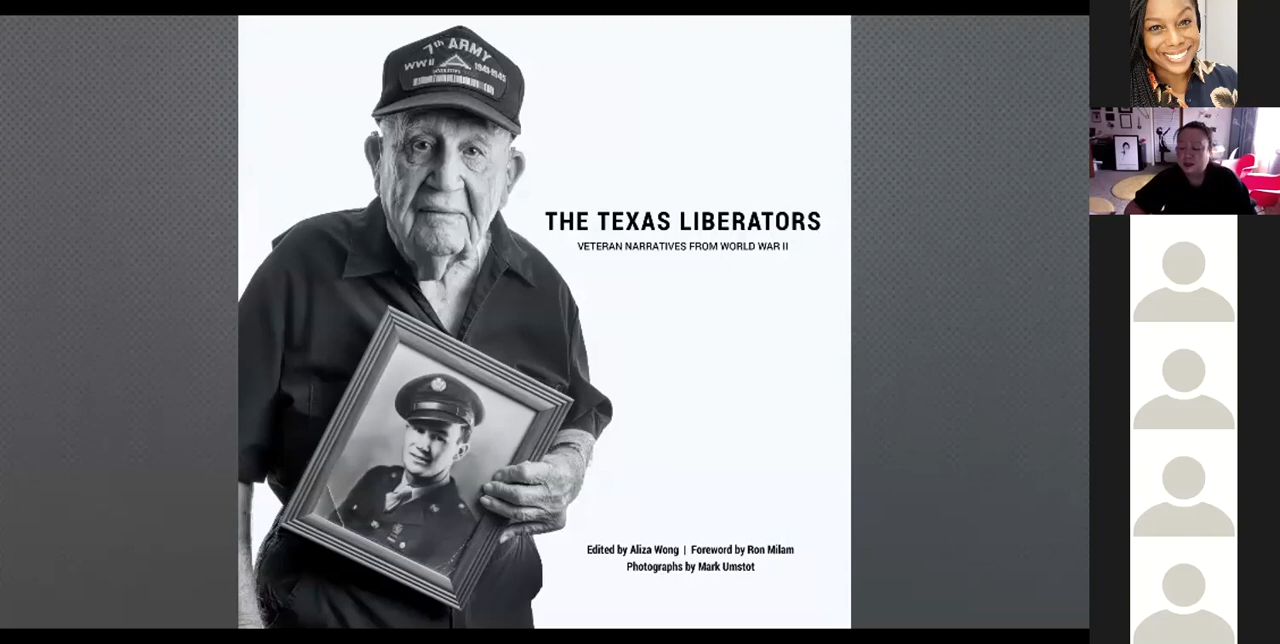 7th ARMY
WWII 1941-1945
THE TEXAS LIBERATORS
VETERAN NARRATIVES FROM WORLD WAR II
Edited by Aliza Wong | Foreword by Ron Milam
Photographs by Mark Umstot